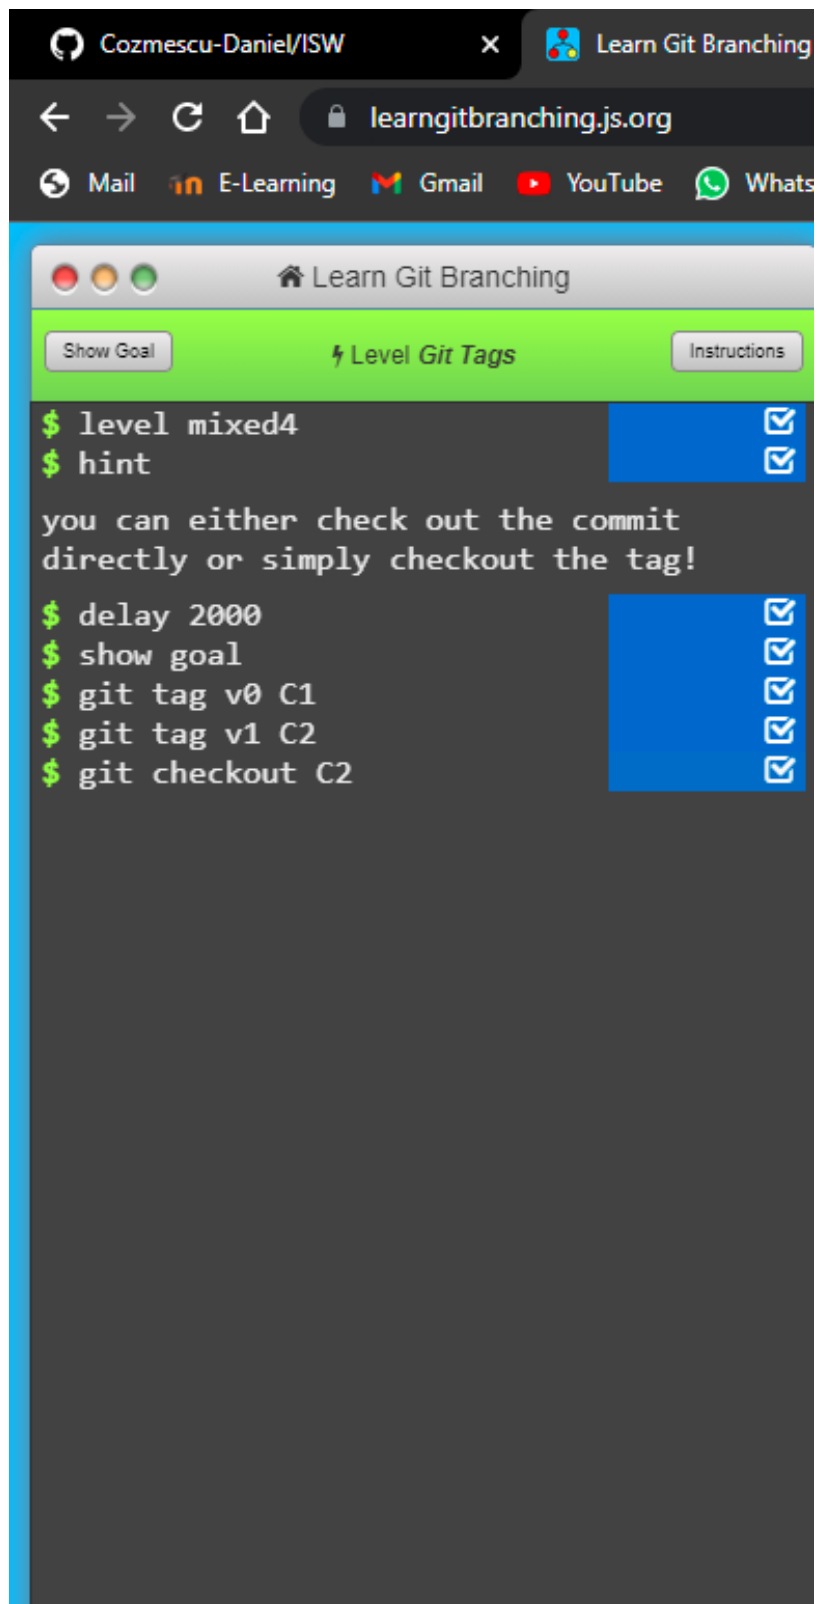 Cozmescu-Daniel/ISW
Learn Git Branching
learngitbranching.js.org
Mail E-Learning Gmail YouTube Whats
Learn Git Branching
Show Goal Level Git Tags Instructions
$ level mixed4
$ hint
you can either check out the commit
directly or simply checkout the tag!
$ delay 2000
$ show goal
$ git tag v0 C1
$ git tag v1 C2
$ git checkout C2